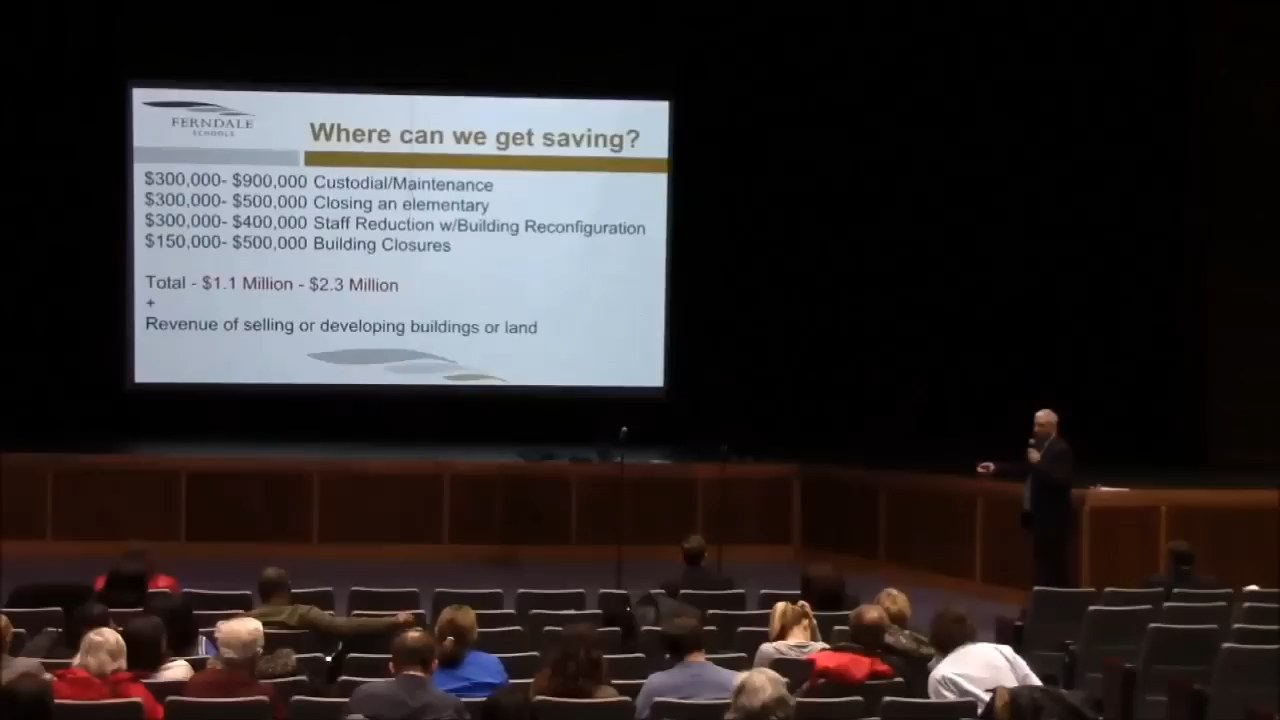 FERNDALE
SCHOOLS
Where can we get saving?
$300,000- $900,000 Custodial/Maintenance
$300,000- $500,000 Closing an elementary
$300,000- $400,000 Staff Reduction w/Building Reconfiguration
$150,000- $500,000 Building Closures
Total - $1.1 Million - $2.3 Million
+
Revenue of selling or developing buildings or land